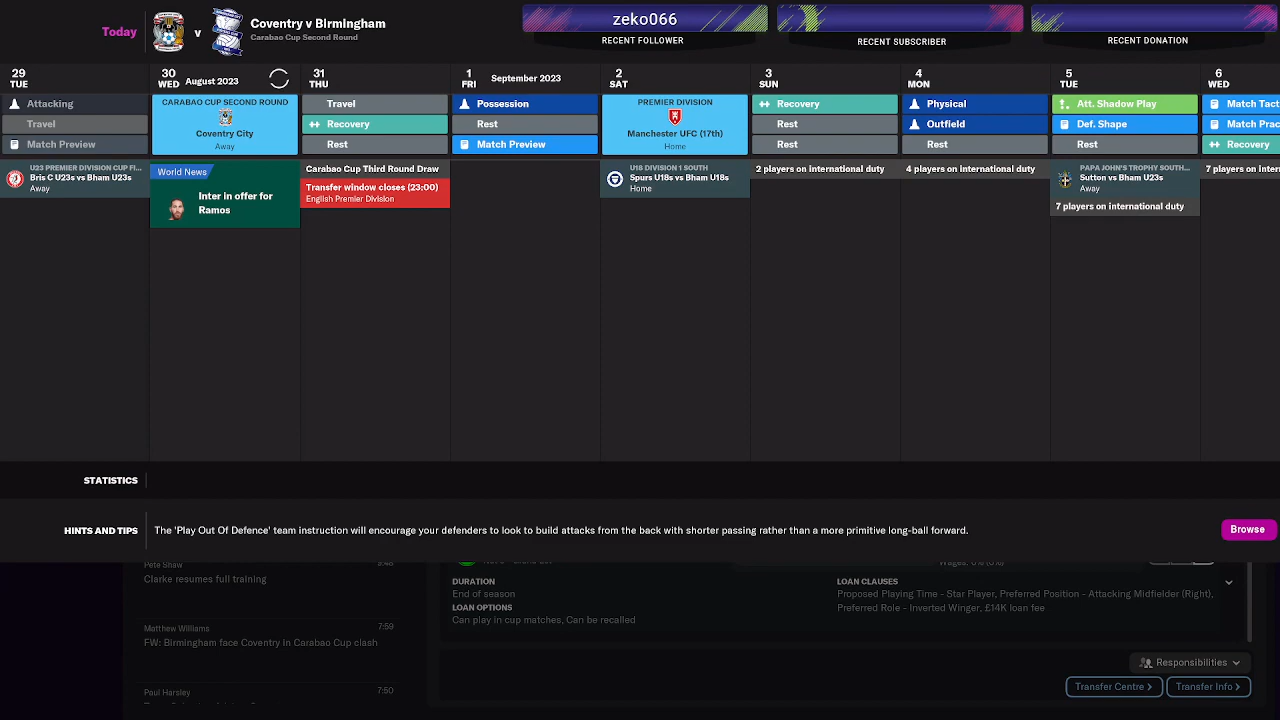 Today
v
Coventry v Birmingham
Carabao Cup Second Round
zeko066
RECENT FOLLOWER
RECENT SUBSCRIBER
RECENT DONATION
29
TUE
30
WED
August 2023
31
THU
1
FRI
September 2023
2
SAT
3
SUN
4
MON
5
TUE
6
WED
Attacking
Travel
Match Preview
CARABAO CUP SECOND ROUND
Coventry City
Away
Travel
Recovery
Rest
Possession
Rest
Match Preview
PREMIER DIVISION
Manchester UFC (17th)
Home
Recovery
Rest
Rest
Physical
Outfield
Rest
Att. Shadow Play
Def. Shape
Rest
Match Tact
Match Prac
Recovery
U23 PREMIER DIVISION CUP FI...
Bris C U23s vs Bham U23s
Away
World News
Inter in offer for
Ramos
Carabao Cup Third Round Draw
Transfer window closes (23:00)
English Premier Division
U18 DIVISION 1 SOUTH
Spurs U18s vs Bham U18s
Home
2 players on international duty
4 players on international duty
PAPA JOHN'S TROPHY SOUTH...
Sutton vs Bham U23s
Away
7 players on international duty
7 players on intern
STATISTICS
HINTS AND TIPS
The 'Play Out Of Defence' team instruction will encourage your defenders to look to build attacks from the back with shorter passing rather than a more primitive long-ball forward.
Browse
Pete Shaw
Clarke resumes full training
Matthew Williams
7:59
FW: Birmingham face Coventry in Carabao Cup clash
Paul Harsley
7:50
DURATION
End of season
LOAN OPTIONS
Can play in cup matches, Can be recalled
LOAN CLAUSES
Proposed Playing Time - Star Player, Preferred Position - Attacking Midfielder (Right),
Preferred Role - Inverted Winger, £14K loan fee
Responsibilities
Transfer Centre >
Transfer Info >